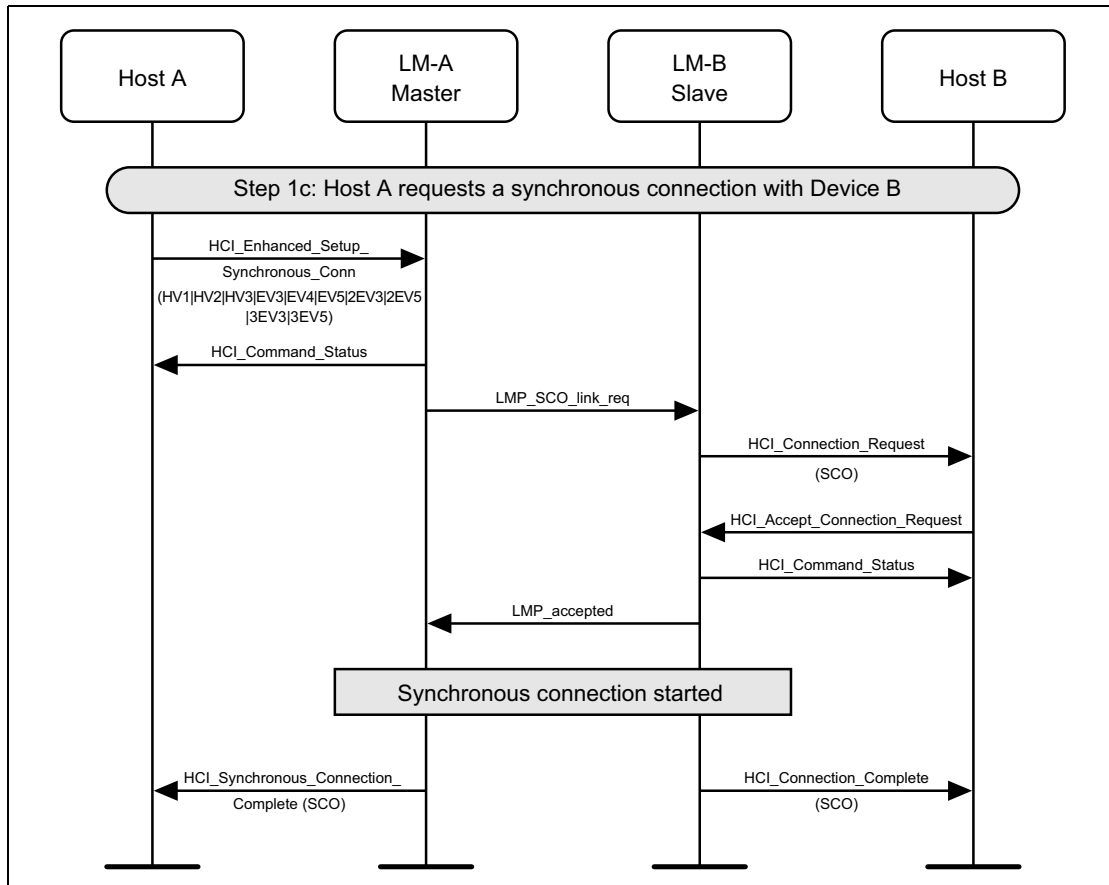 Host A
LM-A
Master
LM-B
Slave
Host B
Step 1c: Host A requests a synchronous connection with Device B
HCI_Enhanced_Setup_
Synchronous_Conn
(HV1|HV2|HV3|EV3|EV4|EV5|2EV3|2EV5
|3EV3|3EV5)
HCI_Command_Status
LMP_SCO_link_req
HCI_Connection_Request
(SCO)
HCI_Accept_Connection_Request
HCI_Command_Status
LMP_accepted
Synchronous connection started
HCI_Synchronous_Connection_
Complete (SCO)
HCI_Connection_Complete
(SCO)